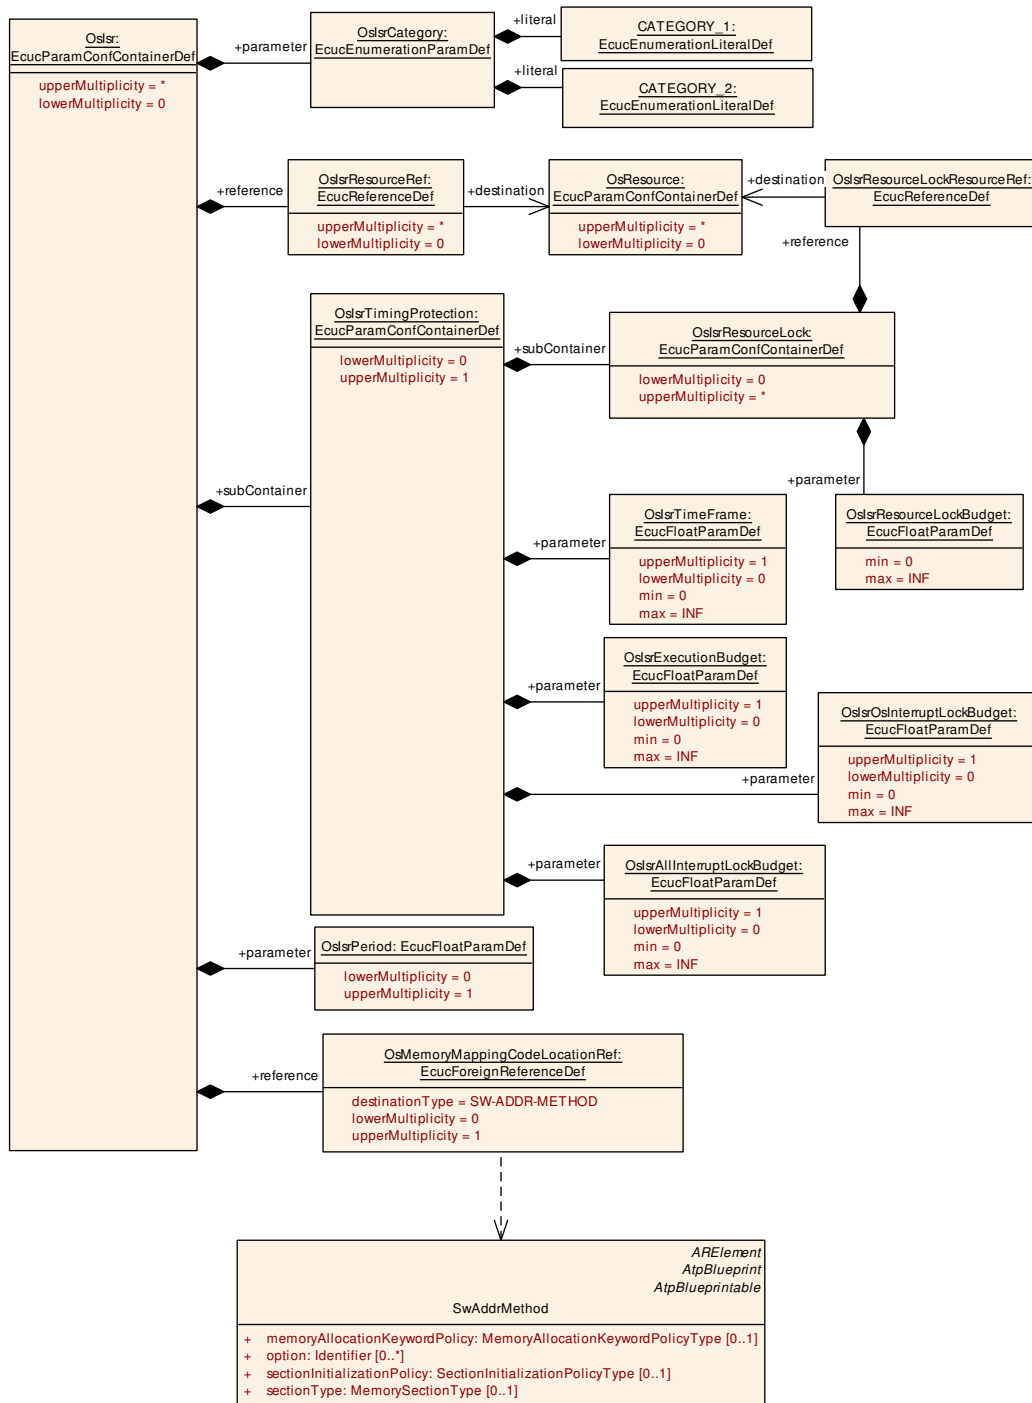 OsIsr:
EcucParamConfContainerDef
upperMultiplicity = *
lowerMultiplicity = 0
+parameter
OsIsrCategory:
EcucEnumerationParamDef
+literal
CATEGORY_1:
EcucEnumerationLiteralDef
+literal
CATEGORY_2:
EcucEnumerationLiteralDef
+reference
OsIsrResourceRef:
EcucReferenceDef
upperMultiplicity = *
lowerMultiplicity = 0
+destination
OsResource:
EcucParamConfContainerDef
upperMultiplicity = *
lowerMultiplicity = 0
+destination
OsIsrResourceLockResourceRef:
EcucReferenceDef
+reference
OsIsrTimingProtection:
EcucParamConfContainerDef
lowerMultiplicity = 0
upperMultiplicity = 1
+subContainer
OsIsrResourceLock:
EcucParamConfContainerDef
lowerMultiplicity = 0
upperMultiplicity = *
+parameter
OsIsrResourceLockBudget:
EcucFloatParamDef
min = 0
max = INF
+subContainer
+parameter
OsIsrTimeFrame:
EcucFloatParamDef
upperMultiplicity = 1
lowerMultiplicity = 0
min = 0
max = INF
+parameter
OsIsrExecutionBudget:
EcucFloatParamDef
upperMultiplicity = 1
lowerMultiplicity = 0
min = 0
max = INF
+parameter
OsIsrOsInterruptLockBudget:
EcucFloatParamDef
upperMultiplicity = 1
lowerMultiplicity = 0
min = 0
max = INF
+parameter
OsIsrAllInterruptLockBudget:
EcucFloatParamDef
upperMultiplicity = 1
lowerMultiplicity = 0
min = 0
max = INF
+parameter
OsIsrPeriod: EcucFloatParamDef
lowerMultiplicity = 0
upperMultiplicity = 1
+reference
OsMemoryMappingCodeLocationRef:
EcucForeignReferenceDef
destinationType = SW-ADDR-METHOD
lowerMultiplicity = 0
upperMultiplicity = 1
ARElement
AtpBlueprint
AtpBlueprintable
SwAddrMethod
+ memoryAllocationKeywordPolicy: MemoryAllocationKeywordPolicyType [0..1]
+ option: Identifier [0..*]
+ sectionInitializationPolicy: SectionInitializationPolicyType [0..1]
+ sectionType: MemorySectionType [0..1]